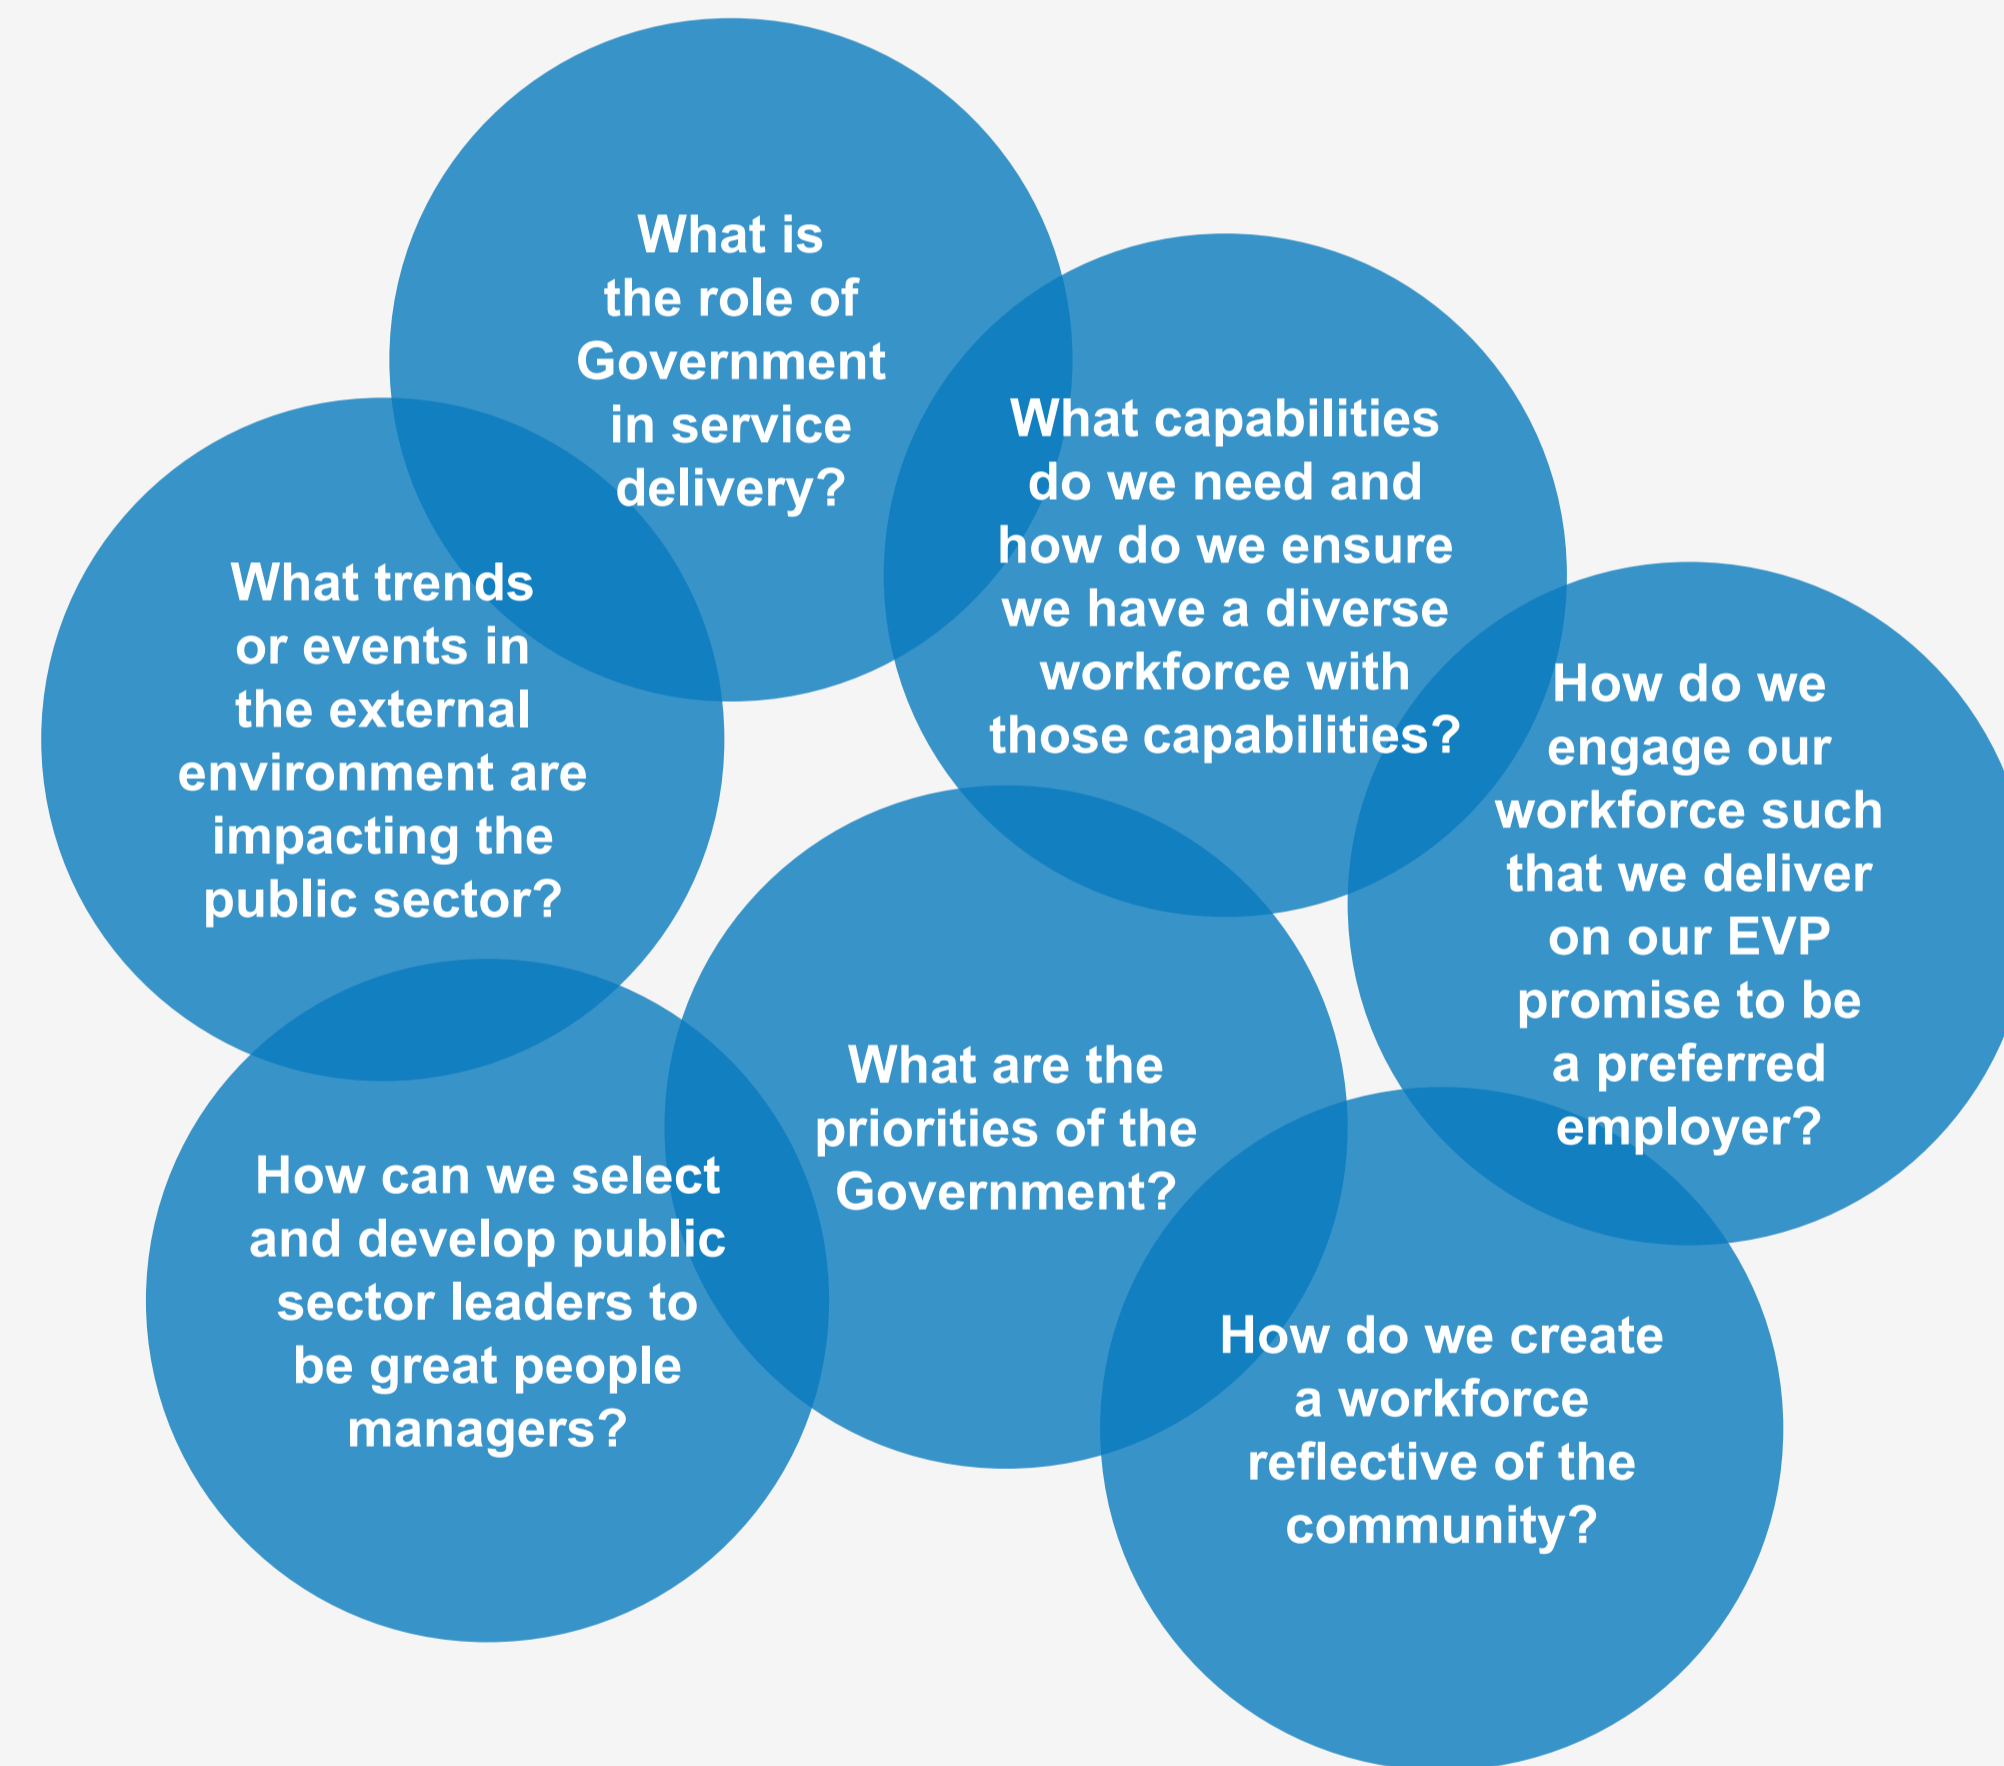 What is
the role of
Government
in service
delivery?
What capabilities
do we need and
how do we ensure
we have a diverse
workforce with
those capabilities?
What trends
or events in
the external
environment are
impacting the
public sector?
How do we
engage our
workforce such
that we deliver
on our EVP
promise to be
a preferred
employer?
What are the
priorities of the
Government?
How can we select
and develop public
sector leaders to
be great people
managers?
How do we create
a workforce
reflective of the
community?